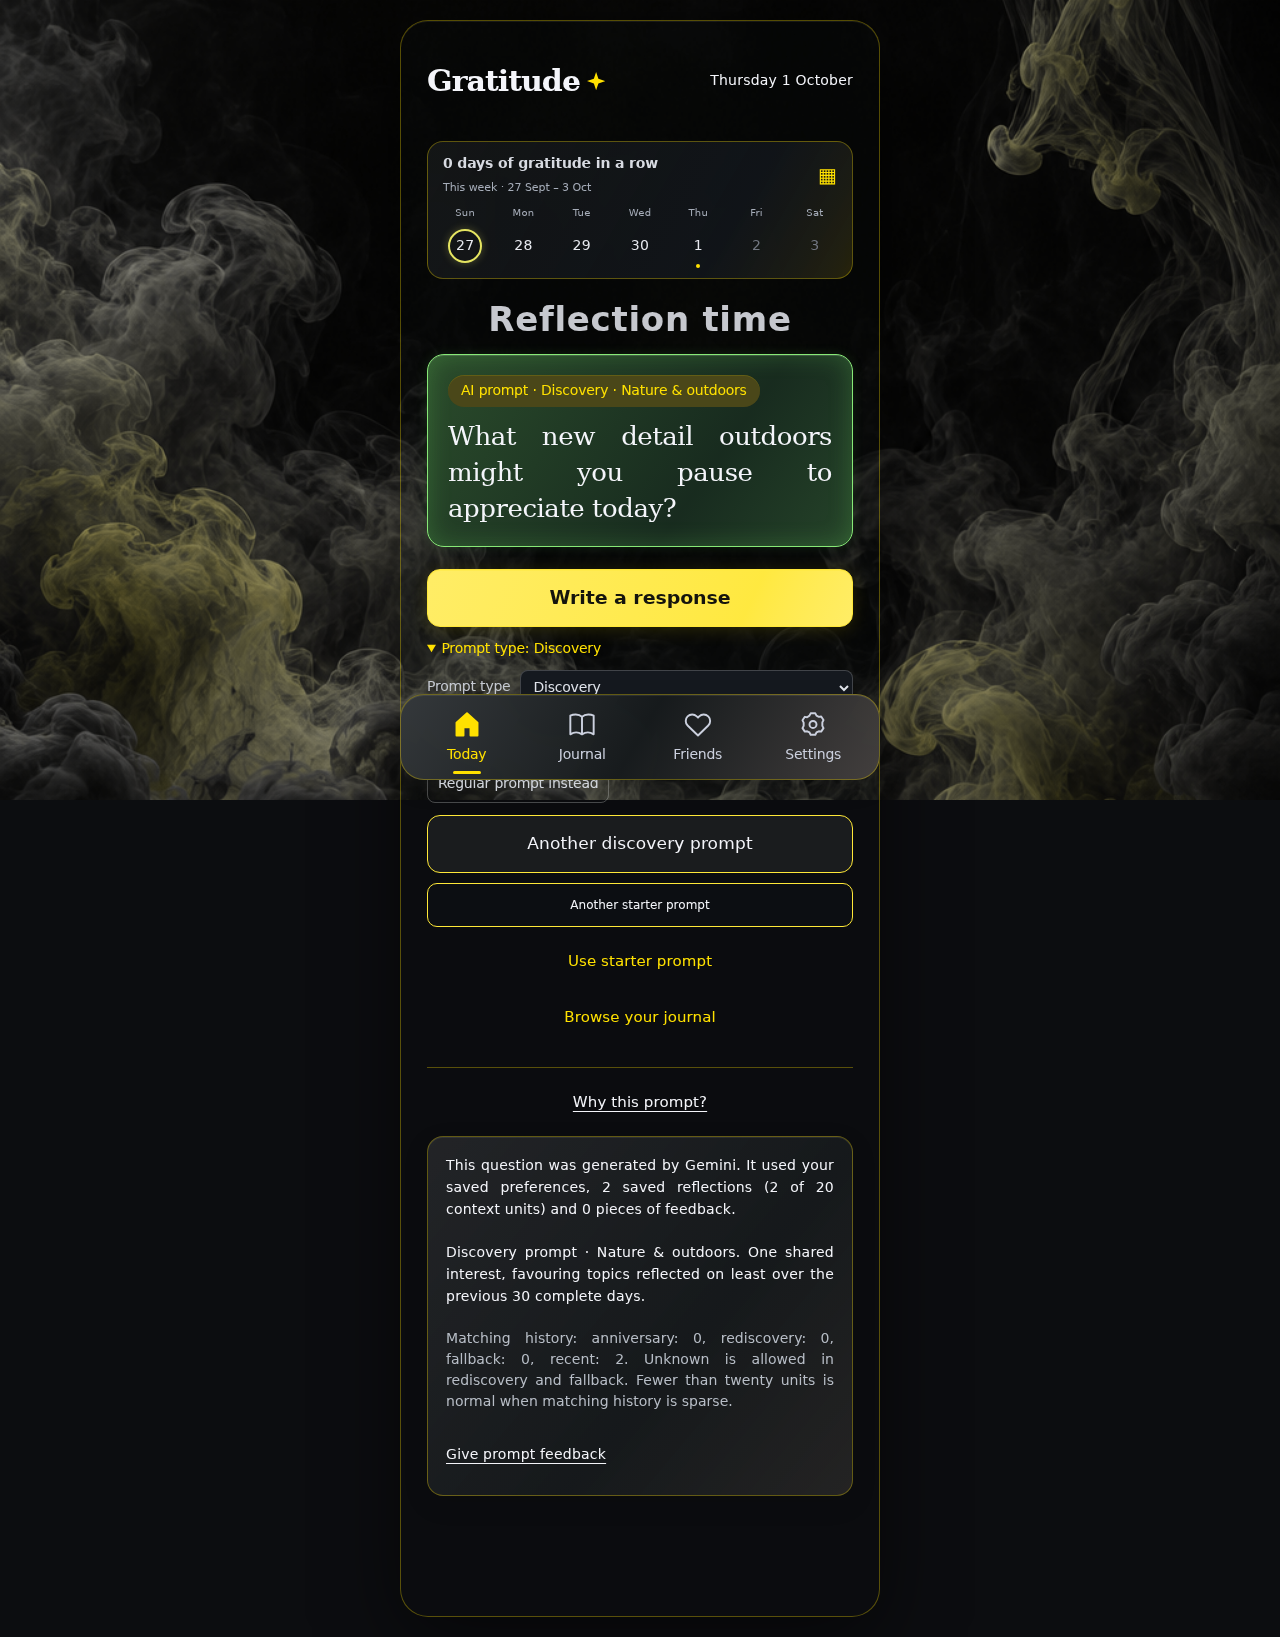 Gratitude
Thursday 1 October
0 days of gratitude in a row
This week · 27 Sept – 3 Oct
Sun Mon Tue Wed Thu Fri Sat
27 28 29 30 1 2 3
Reflection time
AI prompt · Discovery · Nature & outdoors
What new detail outdoors
might you pause to
appreciate today?
Write a response
▼ Prompt type: Discovery
Prompt type Discovery
Today Journal Friends Settings
Regular prompt instead
Another discovery prompt
Another starter prompt
Use starter prompt
Browse your journal
Why this prompt?
This question was generated by Gemini. It used your
saved preferences, 2 saved reflections (2 of 20
context units) and 0 pieces of feedback.
Discovery prompt · Nature & outdoors. One shared
interest, favouring topics reflected on least over the
previous 30 complete days.
Matching history: anniversary: 0, rediscovery: 0,
fallback: 0, recent: 2. Unknown is allowed in
rediscovery and fallback. Fewer than twenty units is
normal when matching history is sparse.
Give prompt feedback